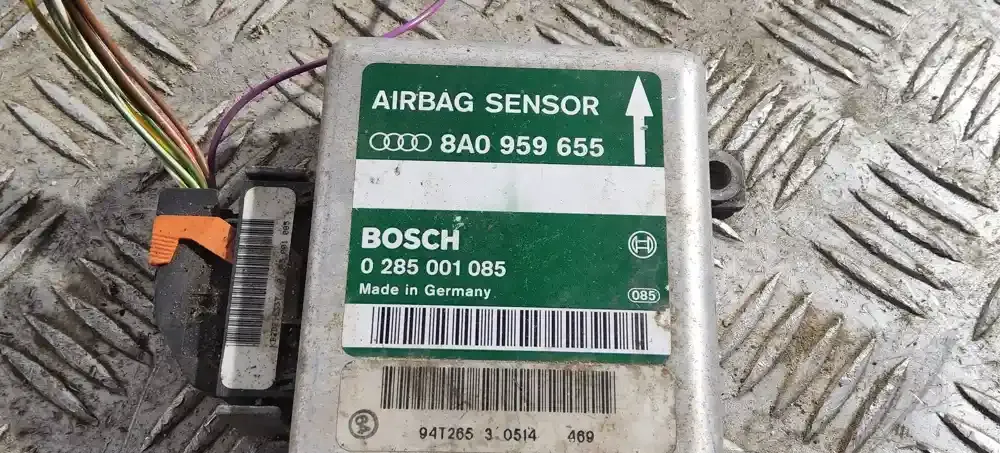 AIRBAG SENSOR
8A0 959 655
BOSCH
0 285 001 085
Made in Germany
085
94T265 3 0514 469